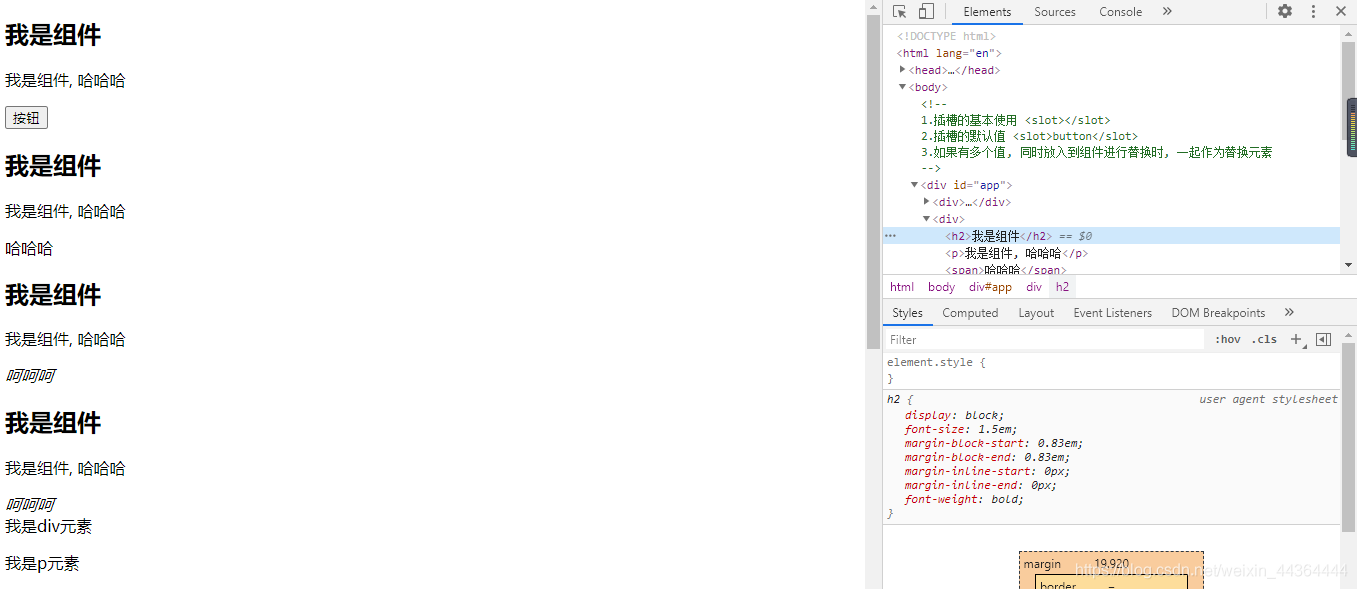 我是组件
我是组件, 哈哈哈
按钮
我是组件
我是组件, 哈哈哈
哈哈哈
我是组件
我是组件, 哈哈哈
呵呵呵
我是组件
我是组件, 哈哈哈
呵呵呵
我是div元素
我是p元素
Elements Sources Console »
<!DOCTYPE html>
<html lang="en">
<head>…</head>
<body>
<!--
1.插槽的基本使用 <slot></slot>
2.插槽的默认值 <slot>button</slot>
3.如果有多个值, 同时放入到组件进行替换时, 一起作为替换元素
-->
<div id="app">
<div>…</div>
<div>
<h2>我是组件</h2> == $0
<p>我是组件, 哈哈哈</p>
<span>哈哈哈</span>
html body div#app div h2
Styles Computed Layout Event Listeners DOM Breakpoints »
Filter :hov .cls +
element.style {
}
h2 { user agent stylesheet
display: block;
font-size: 1.5em;
margin-block-start: 0.83em;
margin-block-end: 0.83em;
margin-inline-start: 0px;
margin-inline-end: 0px;
font-weight: bold;
}
margin 19.920
https://blog.csdn.net/weixin_44364444
border –